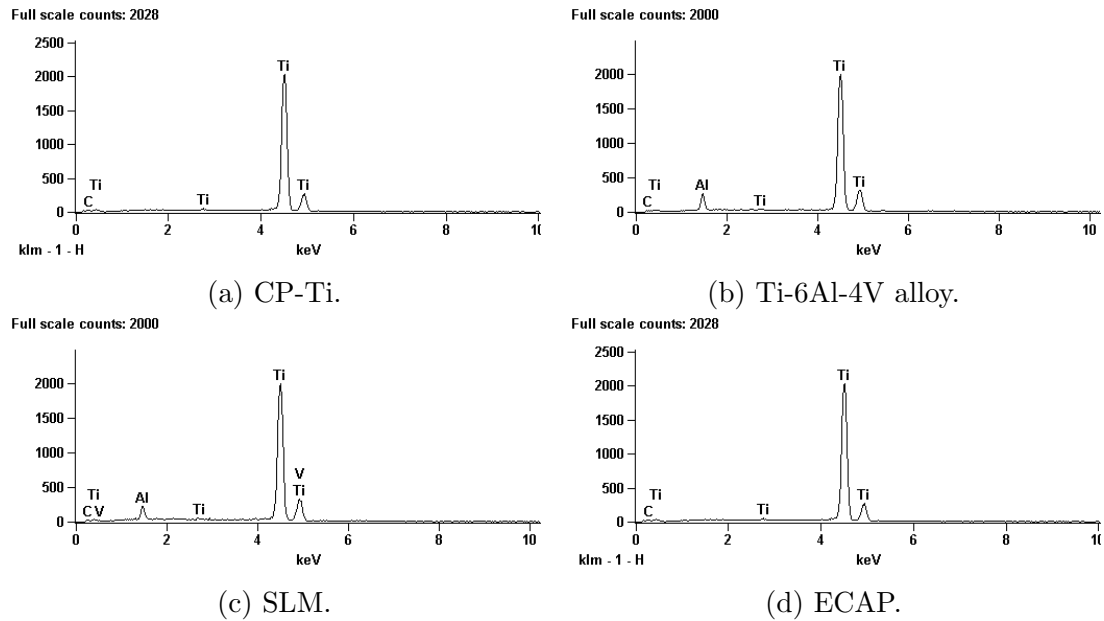 Full scale counts: 2028
2500
2000
1500
1000
500
0
Ti
Ti
C
Ti
Ti
0 2 4 6 8 10
klm - 1 - H
keV
(a) CP-Ti.
Full scale counts: 2000
2000
1500
1000
500
0
Ti
Ti
C
Al
Ti
Ti
0 2 4 6 8 10
keV
(b) Ti-6Al-4V alloy.
Full scale counts: 2000
2000
1500
1000
500
0
Ti
V
Ti
C V
Al
Ti
Ti
0 2 4 6 8 10
keV
(c) SLM.
Full scale counts: 2028
2500
2000
1500
1000
500
0
Ti
Ti
C
Ti
Ti
0 2 4 6 8 10
klm - 1 - H
keV
(d) ECAP.